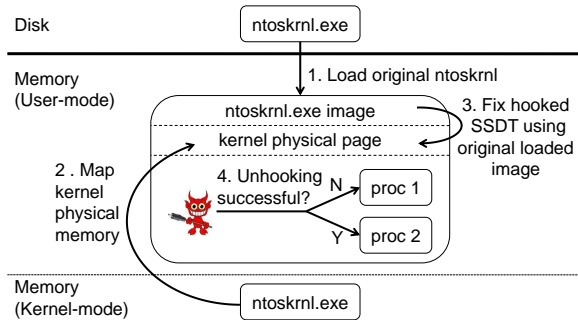 Disk
ntoskrnl.exe
1. Load original ntoskrnl
Memory
(User-mode)
ntoskrnl.exe image
kernel physical page
3. Fix hooked
SSDT using
original loaded
image
2 . Map
kernel
physical
memory
4. Unhooking
successful?
N
proc 1
Y
proc 2
Memory
(Kernel-mode)
ntoskrnl.exe